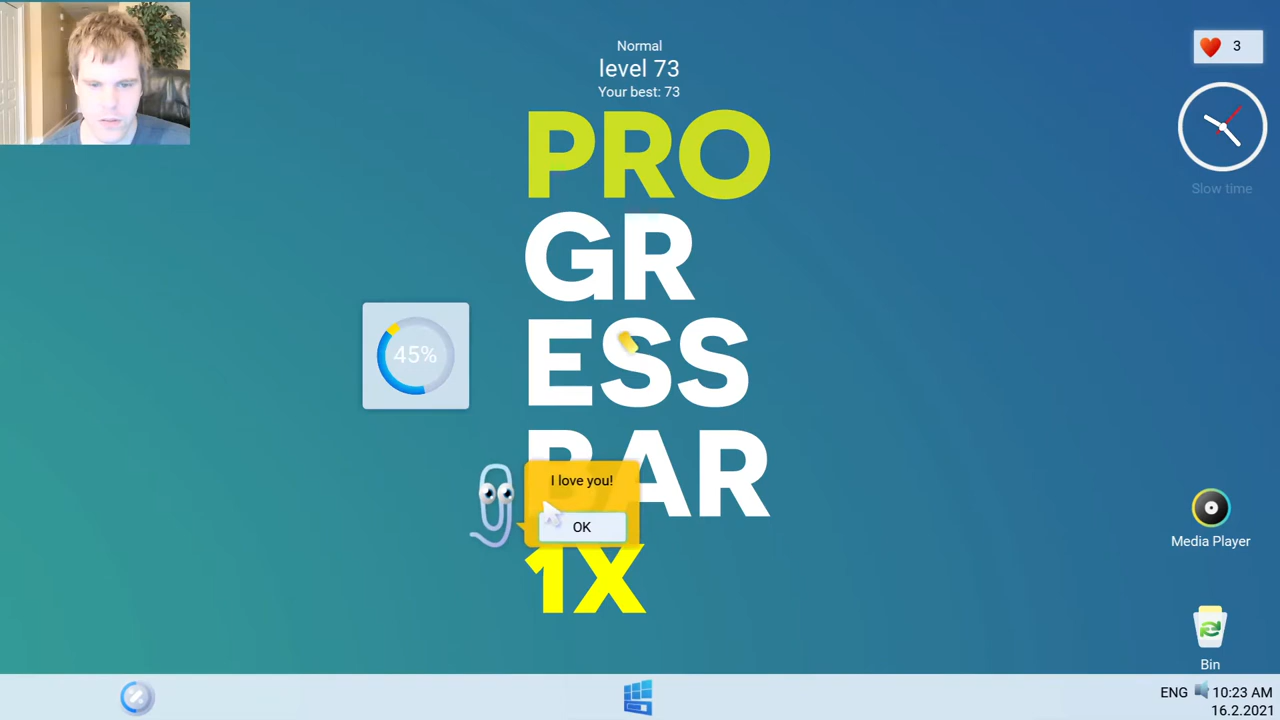 Normal
level 73
Your best: 73
3
Slow time
PRO
GR
ESS
BAR
1X
45%
I love you!
OK
Media Player
Bin
ENG 10:23 AM
16.2.2021